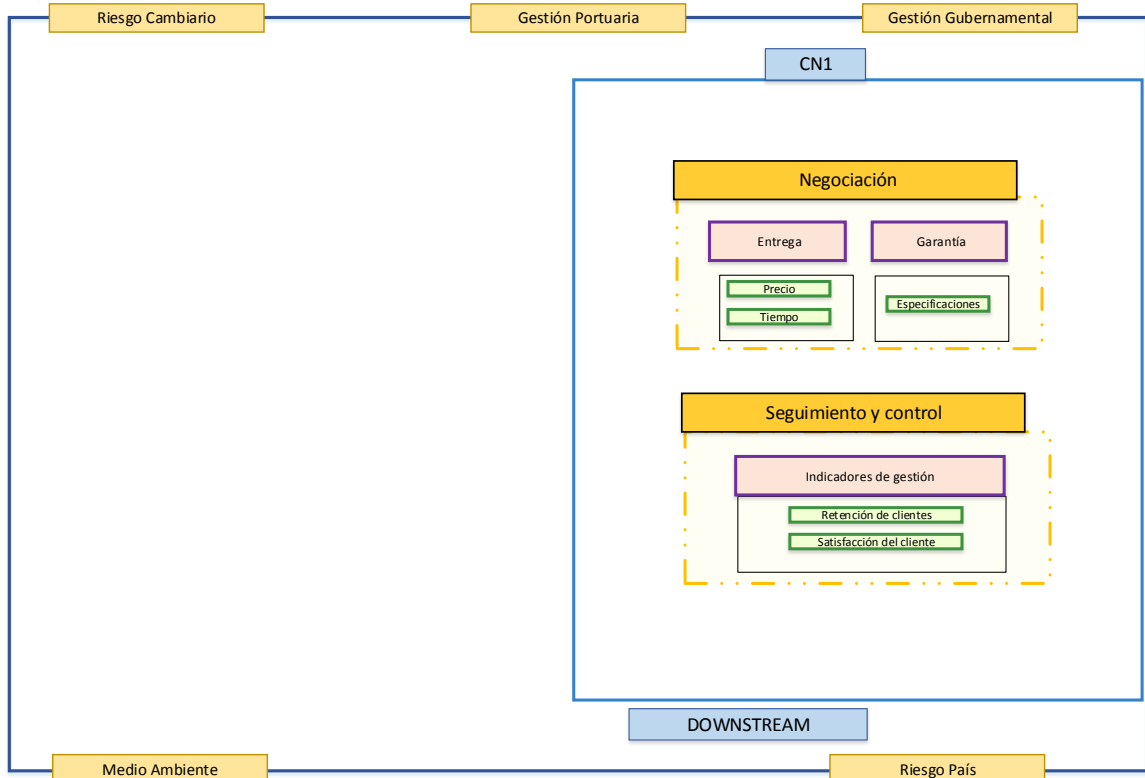 Riesgo Cambiario
Gestión Portuaria
Gestión Gubernamental
CN1
Negociación
Entrega
Garantía
Precio
Tiempo
Especificaciones
Seguimiento y control
Indicadores de gestión
Retención de clientes
Satisfacción del cliente
DOWNSTREAM
Medio Ambiente
Riesgo País